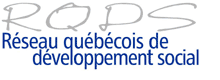 RQDS
Réseau québécois de
développement social